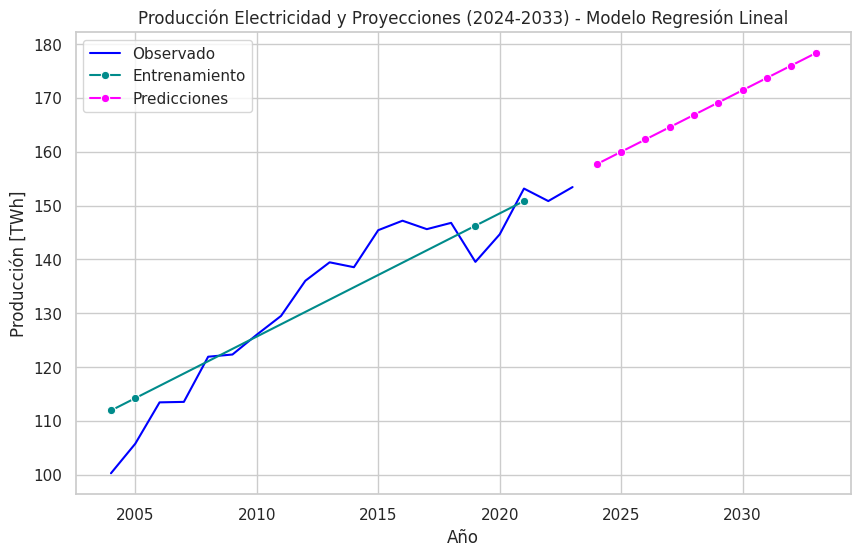 Producción Electricidad y Proyecciones (2024-2033) - Modelo Regresión Lineal
Observado
Entrenamiento
Predicciones
Producción [TWh]
180
170
160
150
140
130
120
110
100
2005
2010
2015
2020
2025
2030
Año